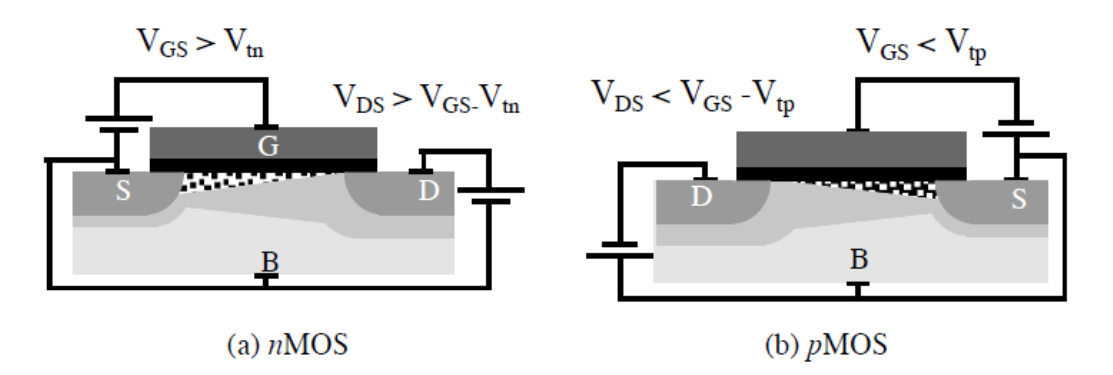 V_GS > V_tn
V_DS > V_GS-V_tn
G
S
D
B
(a) nMOS
V_GS < V_tp
V_DS < V_GS -V_tp
D
S
B
(b) pMOS